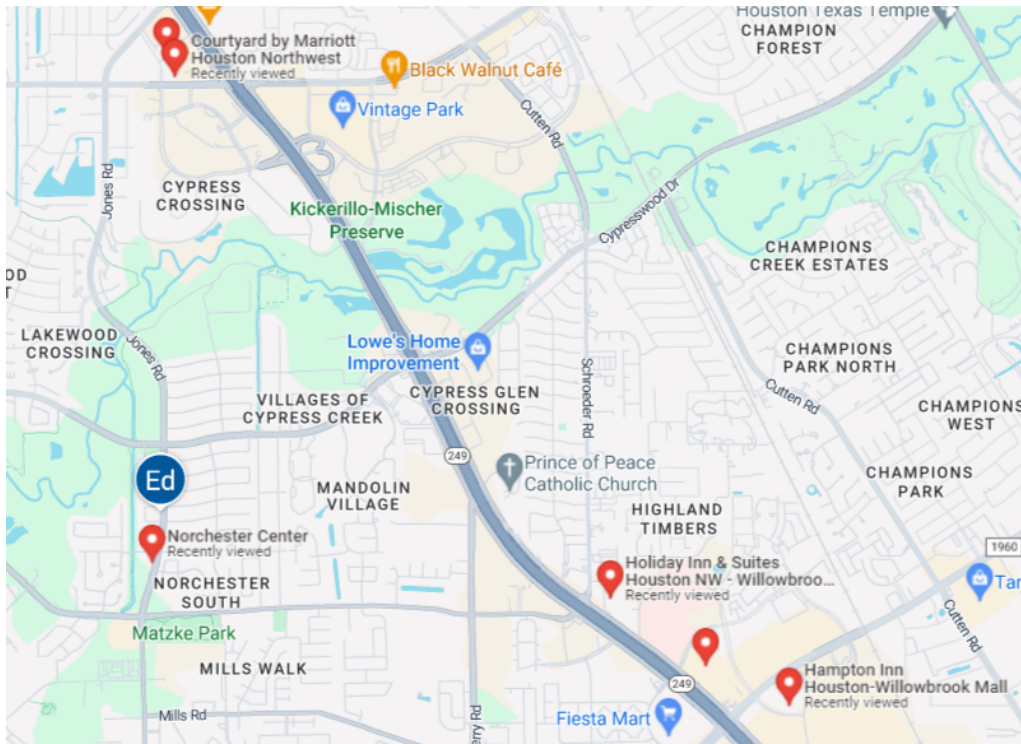 Houston Texas Temple
CHAMPION
FOREST
Courtyard by Marriott
Houston Northwest
Recently viewed
Black Walnut Café
Vintage Park
Cutten Rd
Jones Rd
CYPRESS
CROSSING
Kickerillo-Mischer
Preserve
Cypresswood Dr
CHAMPIONS
CREEK ESTATES
OD
T
LAKEWOOD
CROSSING
Jones Rd
Lowe's Home
Improvement
CHAMPIONS
PARK NORTH
VILLAGES OF
CYPRESS CREEK
CYPRESS GLEN
CROSSING
Schroeder Rd
Cutten Rd
CHAMPIONS
WEST
249
Ed
Prince of Peace
Catholic Church
MANDOLIN
VILLAGE
CHAMPIONS
PARK
HIGHLAND
TIMBERS
Norchester Center
Recently viewed
1960
NORCHESTER
SOUTH
Holiday Inn & Suites
Houston NW - Willowbroo...
Recently viewed
Tar
Cutten Rd
Matzke Park
MILLS WALK
249
Hampton Inn
Houston-Willowbrook Mall
Recently viewed
Mills Rd
rry Rd
Fiesta Mart